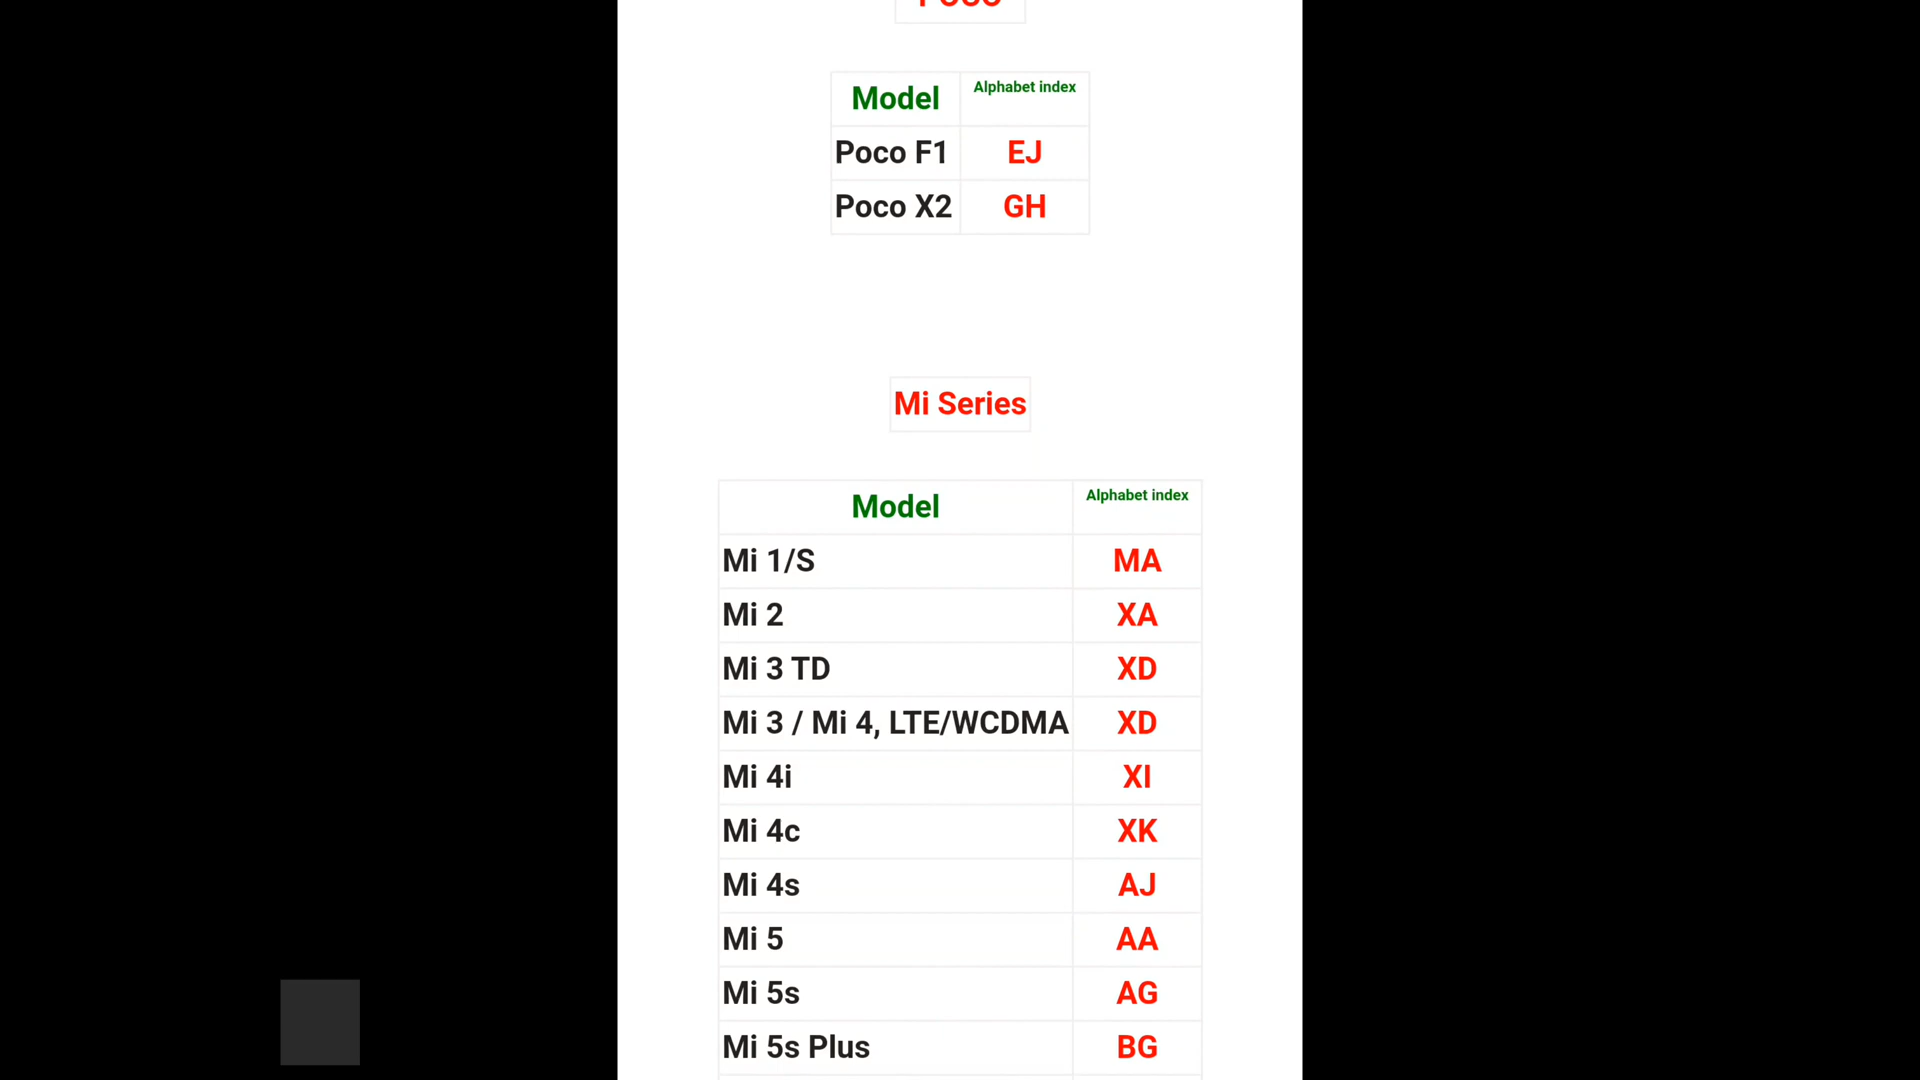 Poco
Model Alphabet index
Poco F1 EJ
Poco X2 GH
Mi Series
Model Alphabet index
Mi 1/S MA
Mi 2 XA
Mi 3 TD XD
Mi 3 / Mi 4, LTE/WCDMA XD
Mi 4i XI
Mi 4c XK
Mi 4s AJ
Mi 5 AA
Mi 5s AG
Mi 5s Plus BG